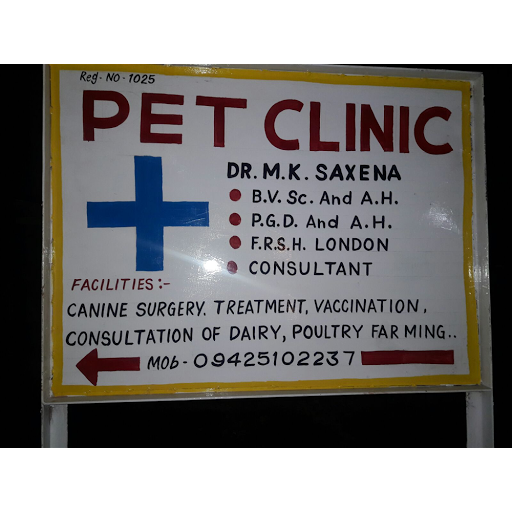 Reg-NO-1025
PET CLINIC
DR. M.K. SAXENA
B.V. Sc. And A.H.
P.G.D. And A.H.
F.R.S.H. LONDON
CONSULTANT
FACILITIES :-
CANINE SURGERY. TREATMENT, VACCINATION,
CONSULTATION OF DAIRY, POULTRY FARMING..
MOb-09425102237